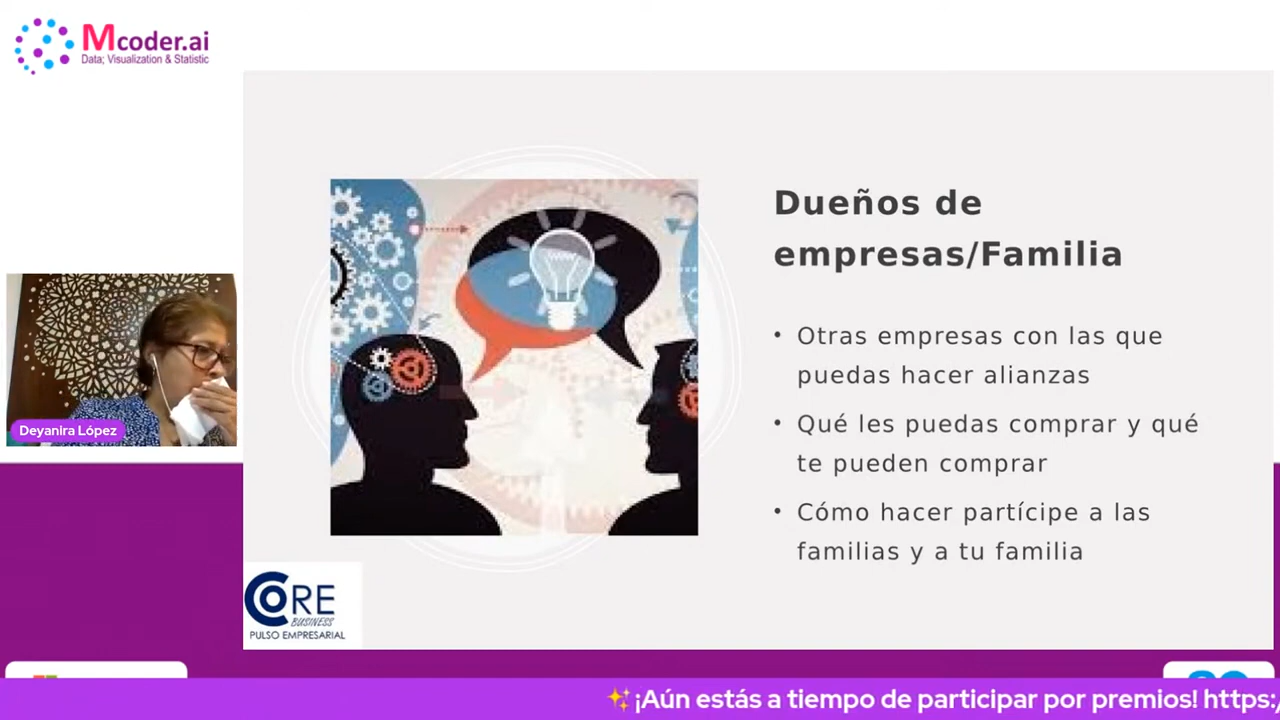 Mcoder.ai
Data; Visualization & Statistic
Dueños de
empresas/Familia
• Otras empresas con las que
puedas hacer alianzas
• Qué les puedas comprar y qué
te pueden comprar
• Cómo hacer partícipe a las
familias y a tu familia
Deyanira López
CORE
BUSINESS
PULSO EMPRESARIAL
✨¡Aún estás a tiempo de participar por premios! https:/